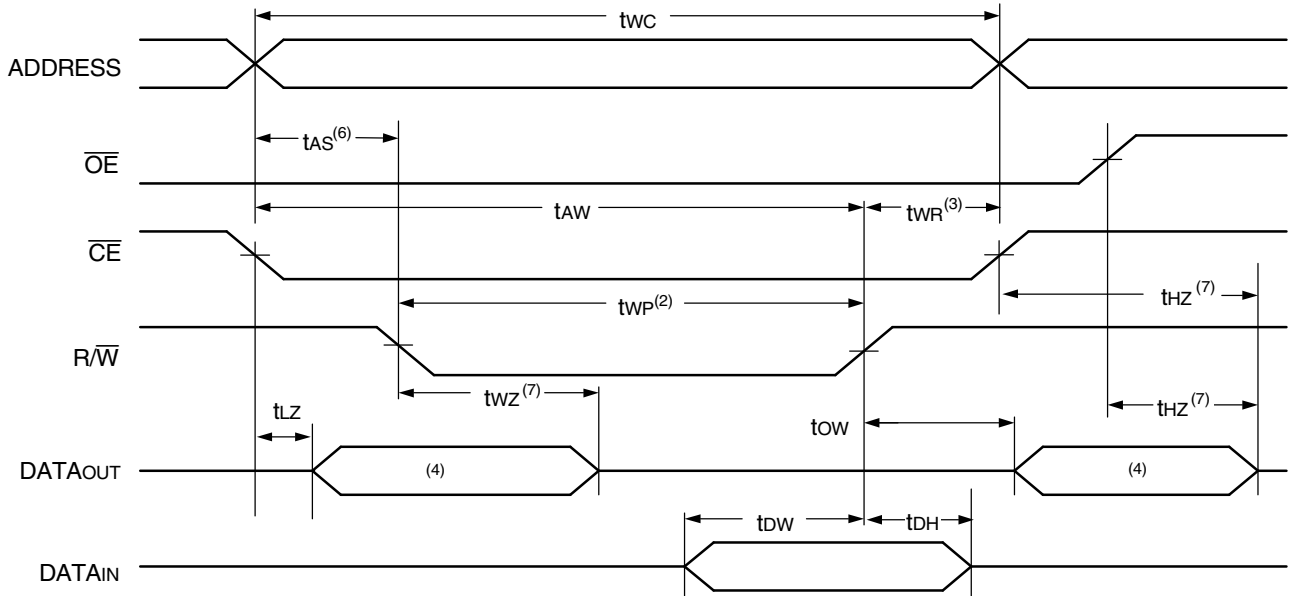 tWC
ADDRESS
tAS(6)
OE
tAW
tWR(3)
CE
tWP(2)
tHZ(7)
R/W
tWZ(7)
tHZ(7)
tLZ
tOW
DATAOUT
(4)
(4)
tDW
tDH
DATAIN